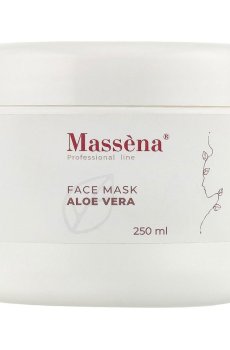 Massèna®
Professional line
FACE MASK
ALOE VERA
250 ml